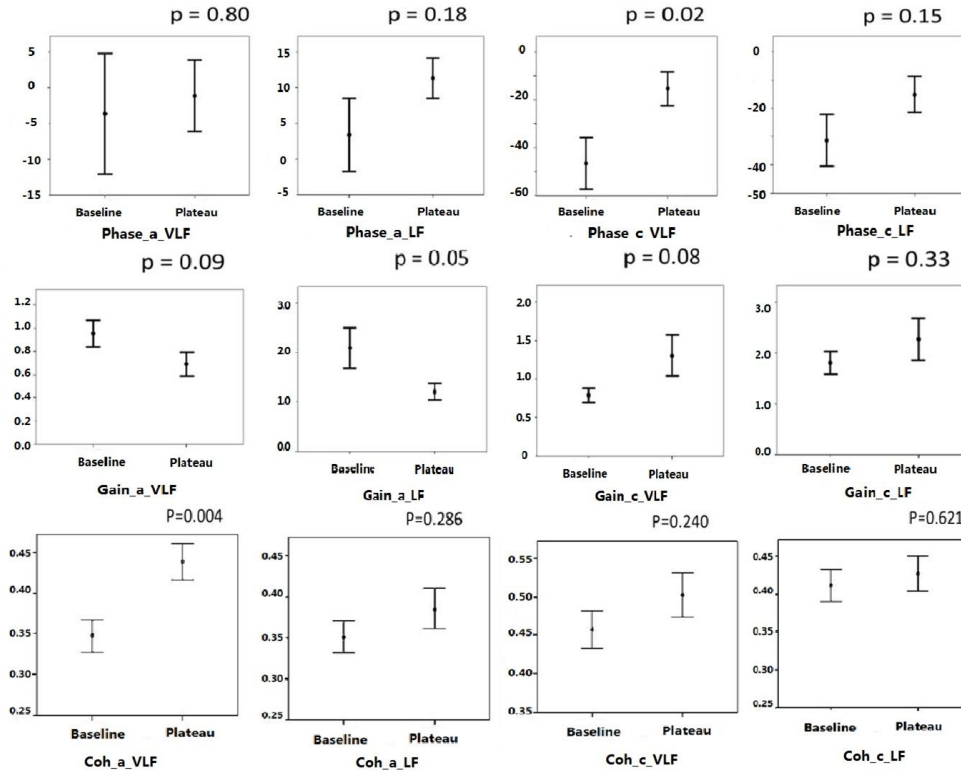 p = 0.80
5
0
-5
-10
-15
Baseline Plateau
Phase_a_VLF
p = 0.18
15
10
5
0
-5
Baseline Plateau
Phase_a_LF
p = 0.02
0
-20
-40
-60
Baseline Plateau
Phase_c_VLF
p = 0.15
0
-20
-40
-50
Baseline Plateau
Phase_c_LF
p = 0.09
1.2
1.0
0.8
0.6
0.4
0.2
0.0
Baseline Plateau
Gain_a_VLF
p = 0.05
3.0
2.0
1.0
0.0
Baseline Plateau
Gain_a_LF
p = 0.08
2.0
1.5
1.0
0.5
0
Baseline Plateau
Gain_c_VLF
p = 0.33
3.0
2.0
1.0
0.0
Baseline Plateau
Gain_c_LF
P=0.004
0.45
0.35
0.30
0.25
Baseline Plateau
Coh_a_VLF
P=0.286
0.45
0.40
0.35
0.30
0.25
Baseline Plateau
Coh_a_LF
P=0.240
0.55
0.50
0.45
0.40
0.35
Baseline Plateau
Coh_c_VLF
P=0.621
0.45
0.40
0.35
0.30
0.25
Baseline Plateau
Coh_c_LF